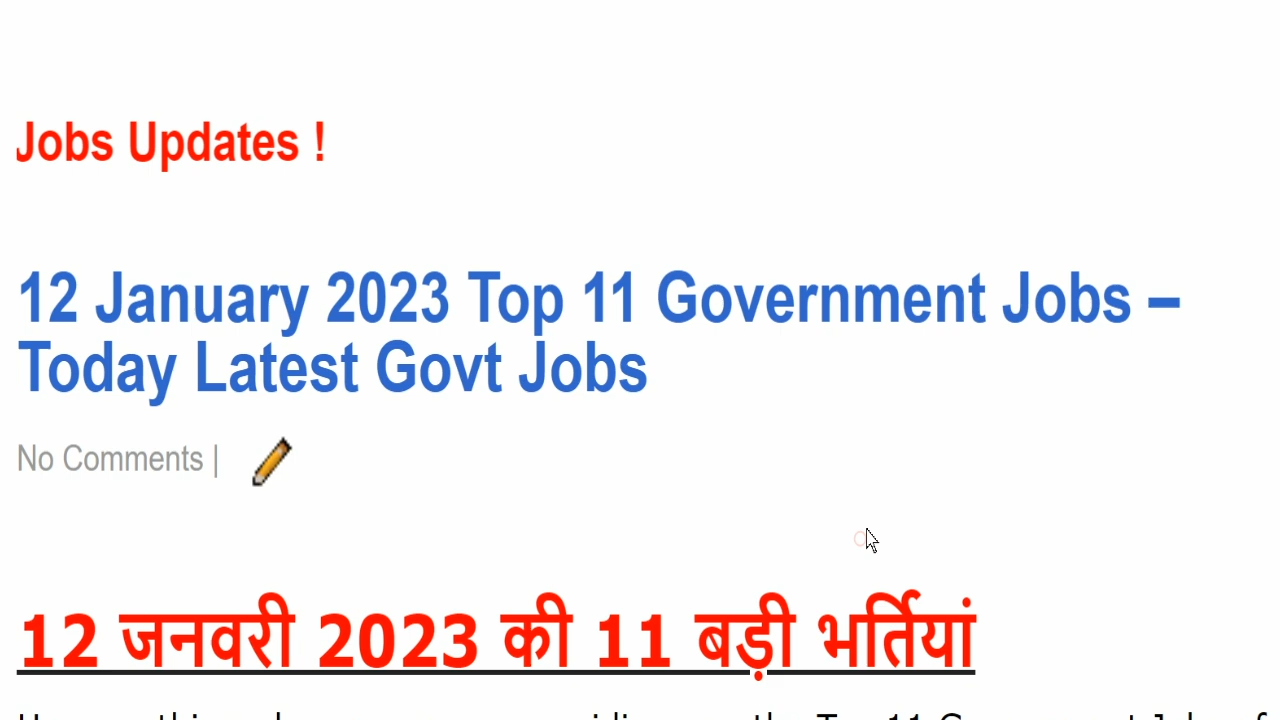 Jobs Updates !
12 January 2023 Top 11 Government Jobs –
Today Latest Govt Jobs
No Comments |
12 जनवरी 2023 की 11 बड़ी भर्तियां